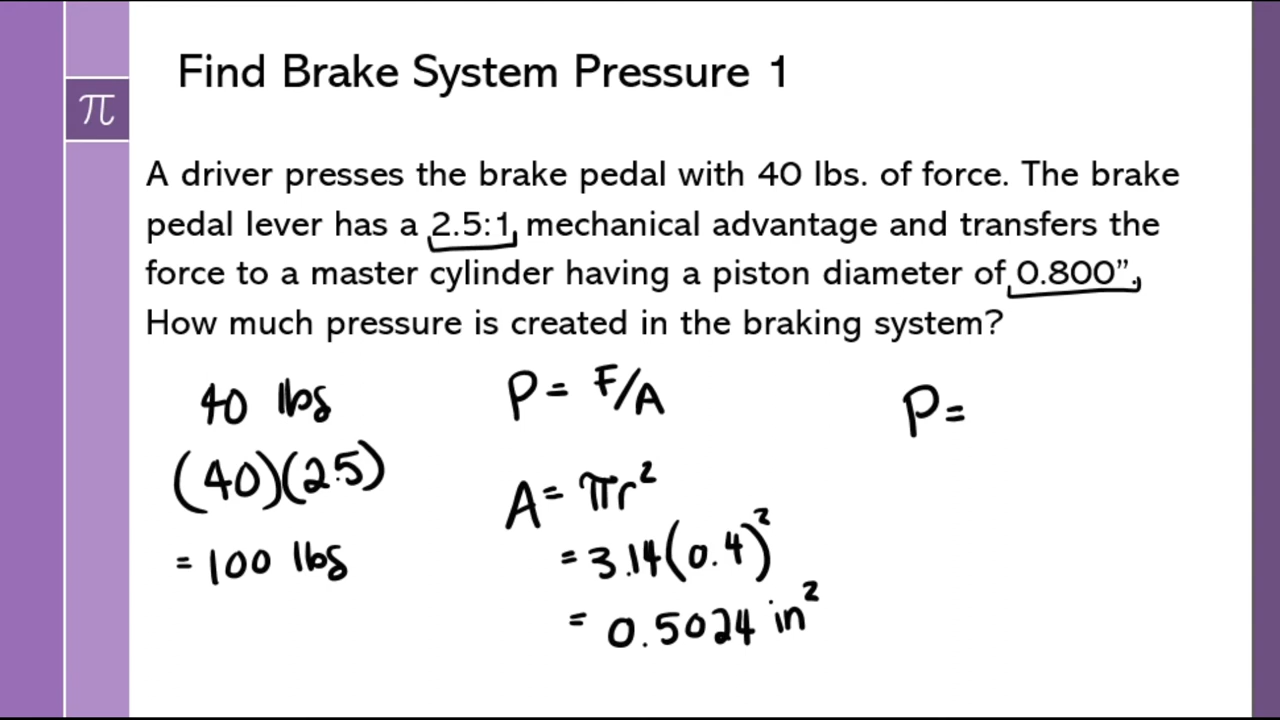 Find Brake System Pressure 1
π
A driver presses the brake pedal with 40 lbs. of force. The brake
pedal lever has a 2.5:1 mechanical advantage and transfers the
force to a master cylinder having a piston diameter of 0.800”.
How much pressure is created in the braking system?
40 lbs
(40)(2.5)
= 100 lbs
P = F/A
A = πr²
= 3.14(0.4)²
= 0.5024 in²
P =